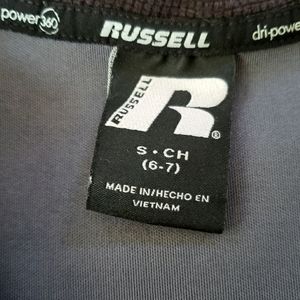 power360 RUSSELL dri-power
RUSSELL
R
®
S • CH
(6-7)
MADE IN/HECHO EN
VIETNAM